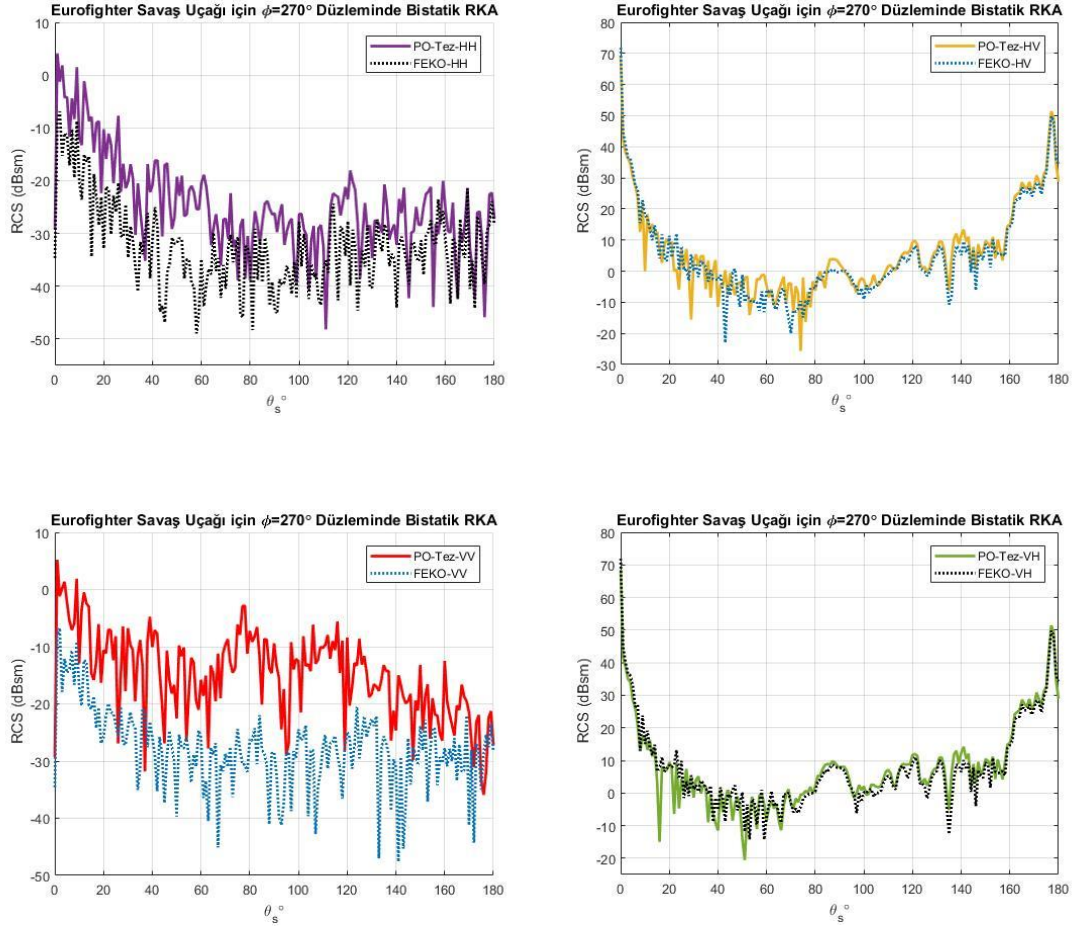 Eurofighter Savaş Uçağı için ϕ=270° Düzleminde Bistatik RKA
PO-Tez-HH
FEKO-HH
RCS (dBsm)
10
0
-10
-20
-30
-40
-50
0 20 40 60 80 100 120 140 160 180
θs°
Eurofighter Savaş Uçağı için ϕ=270° Düzleminde Bistatik RKA
PO-Tez-HV
FEKO-HV
RCS (dBsm)
80
70
60
50
40
30
20
10
0
-10
-20
-30
0 20 40 60 80 100 120 140 160 180
θs°
Eurofighter Savaş Uçağı için ϕ=270° Düzleminde Bistatik RKA
PO-Tez-VV
FEKO-VV
RCS (dBsm)
10
0
-10
-20
-30
-40
-50
0 20 40 60 80 100 120 140 160 180
θs°
Eurofighter Savaş Uçağı için ϕ=270° Düzleminde Bistatik RKA
PO-Tez-VH
FEKO-VH
RCS (dBsm)
80
70
60
50
40
30
20
10
0
-10
-20
0 20 40 60 80 100 120 140 160 180
θs°